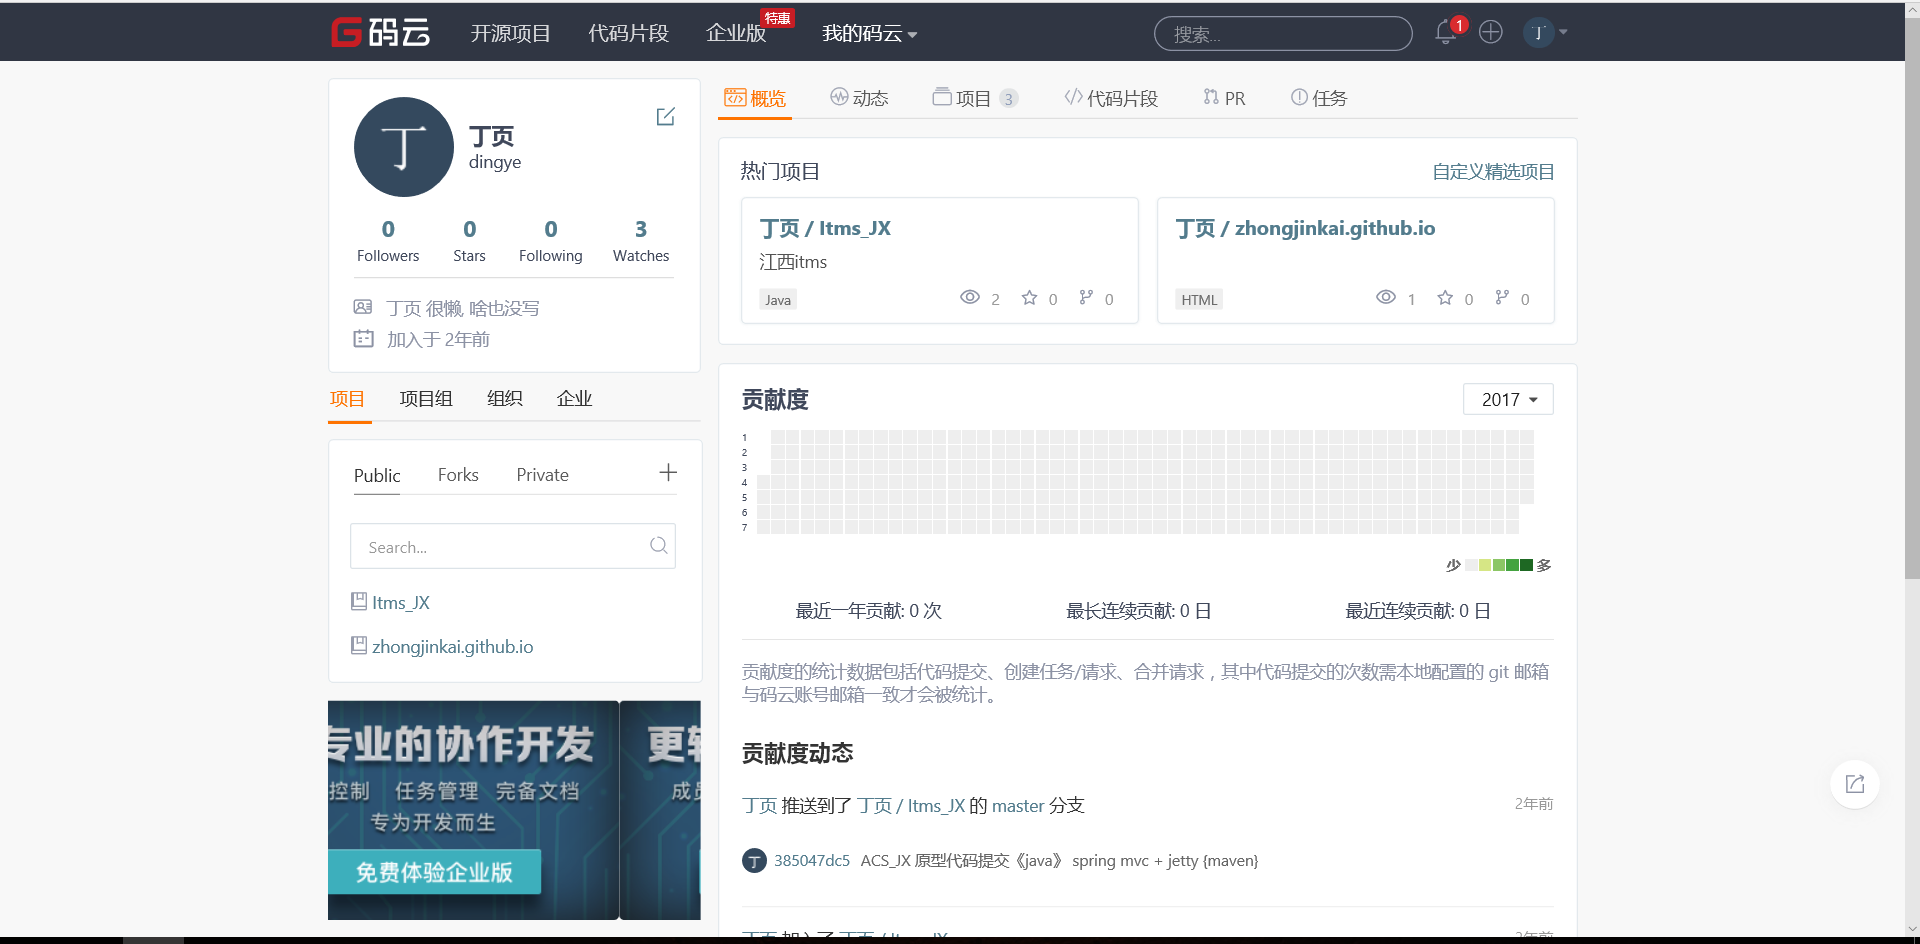 码云
开源项目
代码片段
企业版
特惠
我的码云
搜索...
1
丁
丁
丁页
dingye
0 Followers
0 Stars
0 Following
3 Watches
丁页 很懒, 啥也没写
加入于 2年前
项目 项目组 组织 企业
Public Forks Private
Search...
Itms_JX
zhongjinkai.github.io
专业的协作开发
控制 任务管理 完备文档
专为开发而生
免费体验企业版
更
成
概览 动态 项目 3 代码片段 PR 任务
热门项目
自定义精选项目
丁页 / Itms_JX
江西itms
Java
2 0 0
丁页 / zhongjinkai.github.io
HTML
1 0 0
贡献度
2017
1
2
3
4
5
6
7
少 多
最近一年贡献: 0 次
最长连续贡献: 0 日
最近连续贡献: 0 日
贡献度的统计数据包括代码提交、创建任务/请求、合并请求，其中代码提交的次数需本地配置的 git 邮箱
与码云账号邮箱一致才会被统计。
贡献度动态
丁页 推送到了 丁页 / Itms_JX 的 master 分支
2年前
丁 385047dc5 ACS_JX 原型代码提交《java》 spring mvc + jetty {maven}
丁页 加入了 丁页 / Itms_JX
2年前